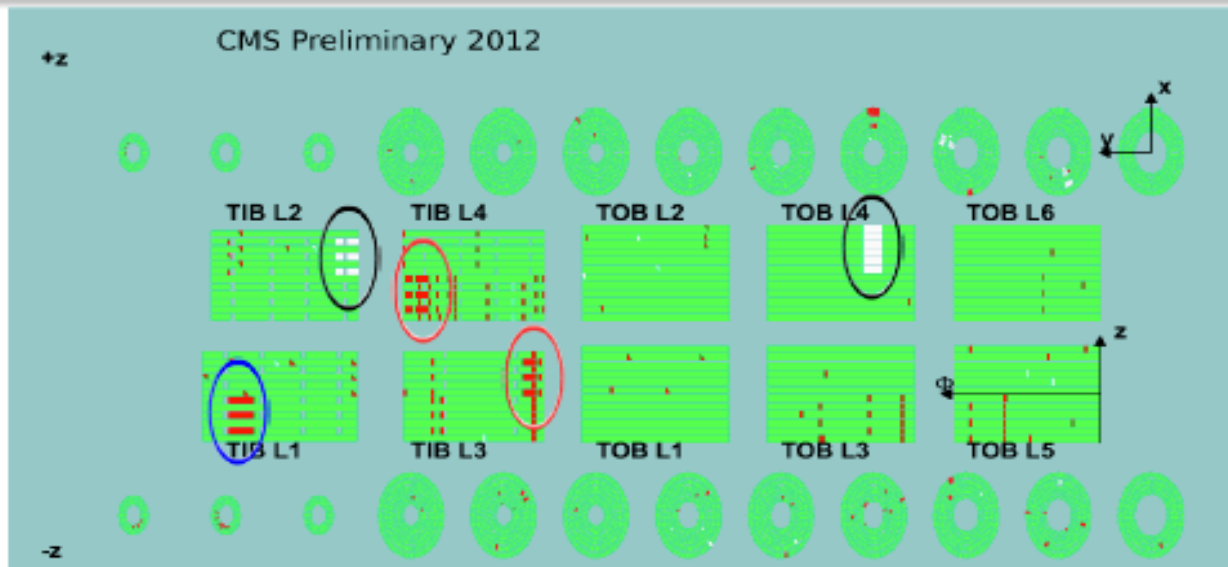 CMS Preliminary 2012
+z
x
y
TIB L2 TIB L4 TOB L2 TOB L4 TOB L6
z
Φ
TIB L1 TIB L3 TOB L1 TOB L3 TOB L5
-z